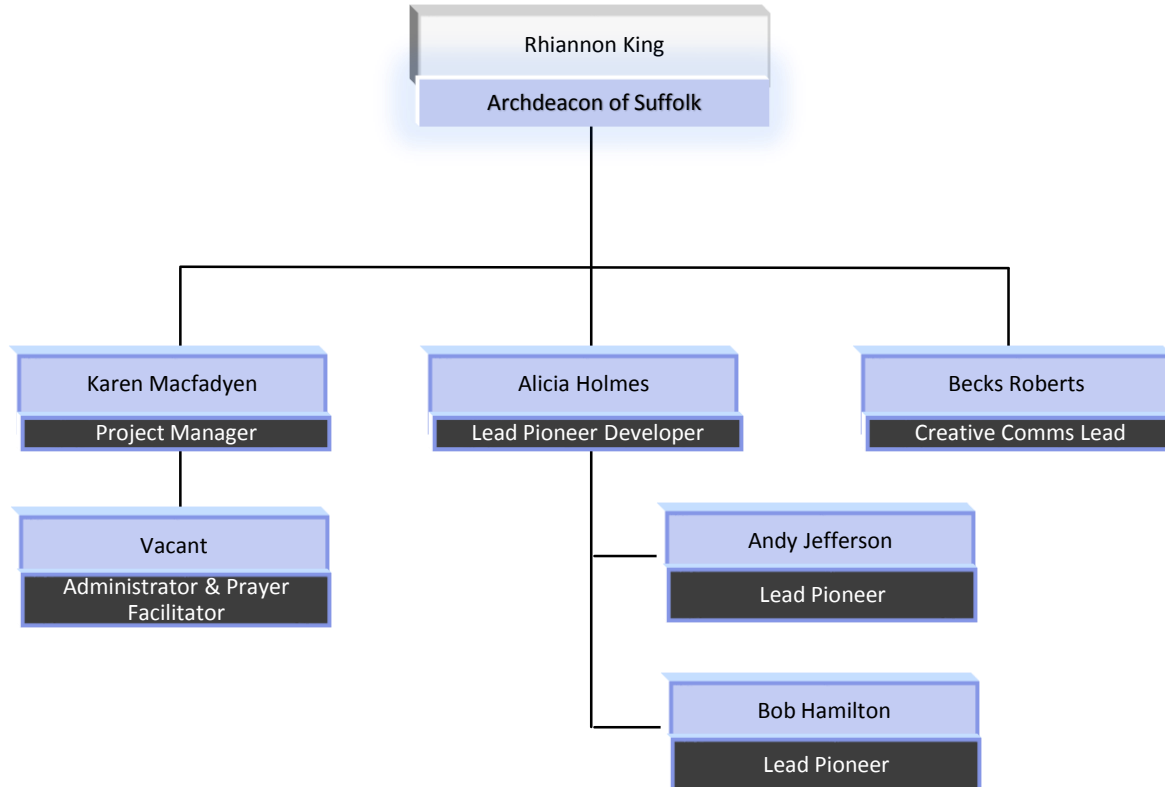 Rhiannon King
Archdeacon of Suffolk
Karen Macfadyen
Project Manager
Alicia Holmes
Lead Pioneer Developer
Becks Roberts
Creative Comms Lead
Vacant
Administrator & Prayer
Facilitator
Andy Jefferson
Lead Pioneer
Bob Hamilton
Lead Pioneer